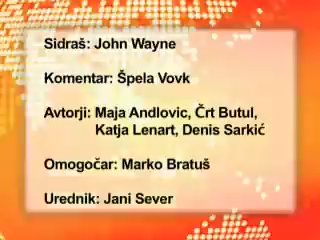 Sidraš: John Wayne
Komentar: Špela Vovk
Avtorji: Maja Andlovic, Črt Butul,
Katja Lenart, Denis Sarkić
Omogočar: Marko Bratuš
Urednik: Jani Sever